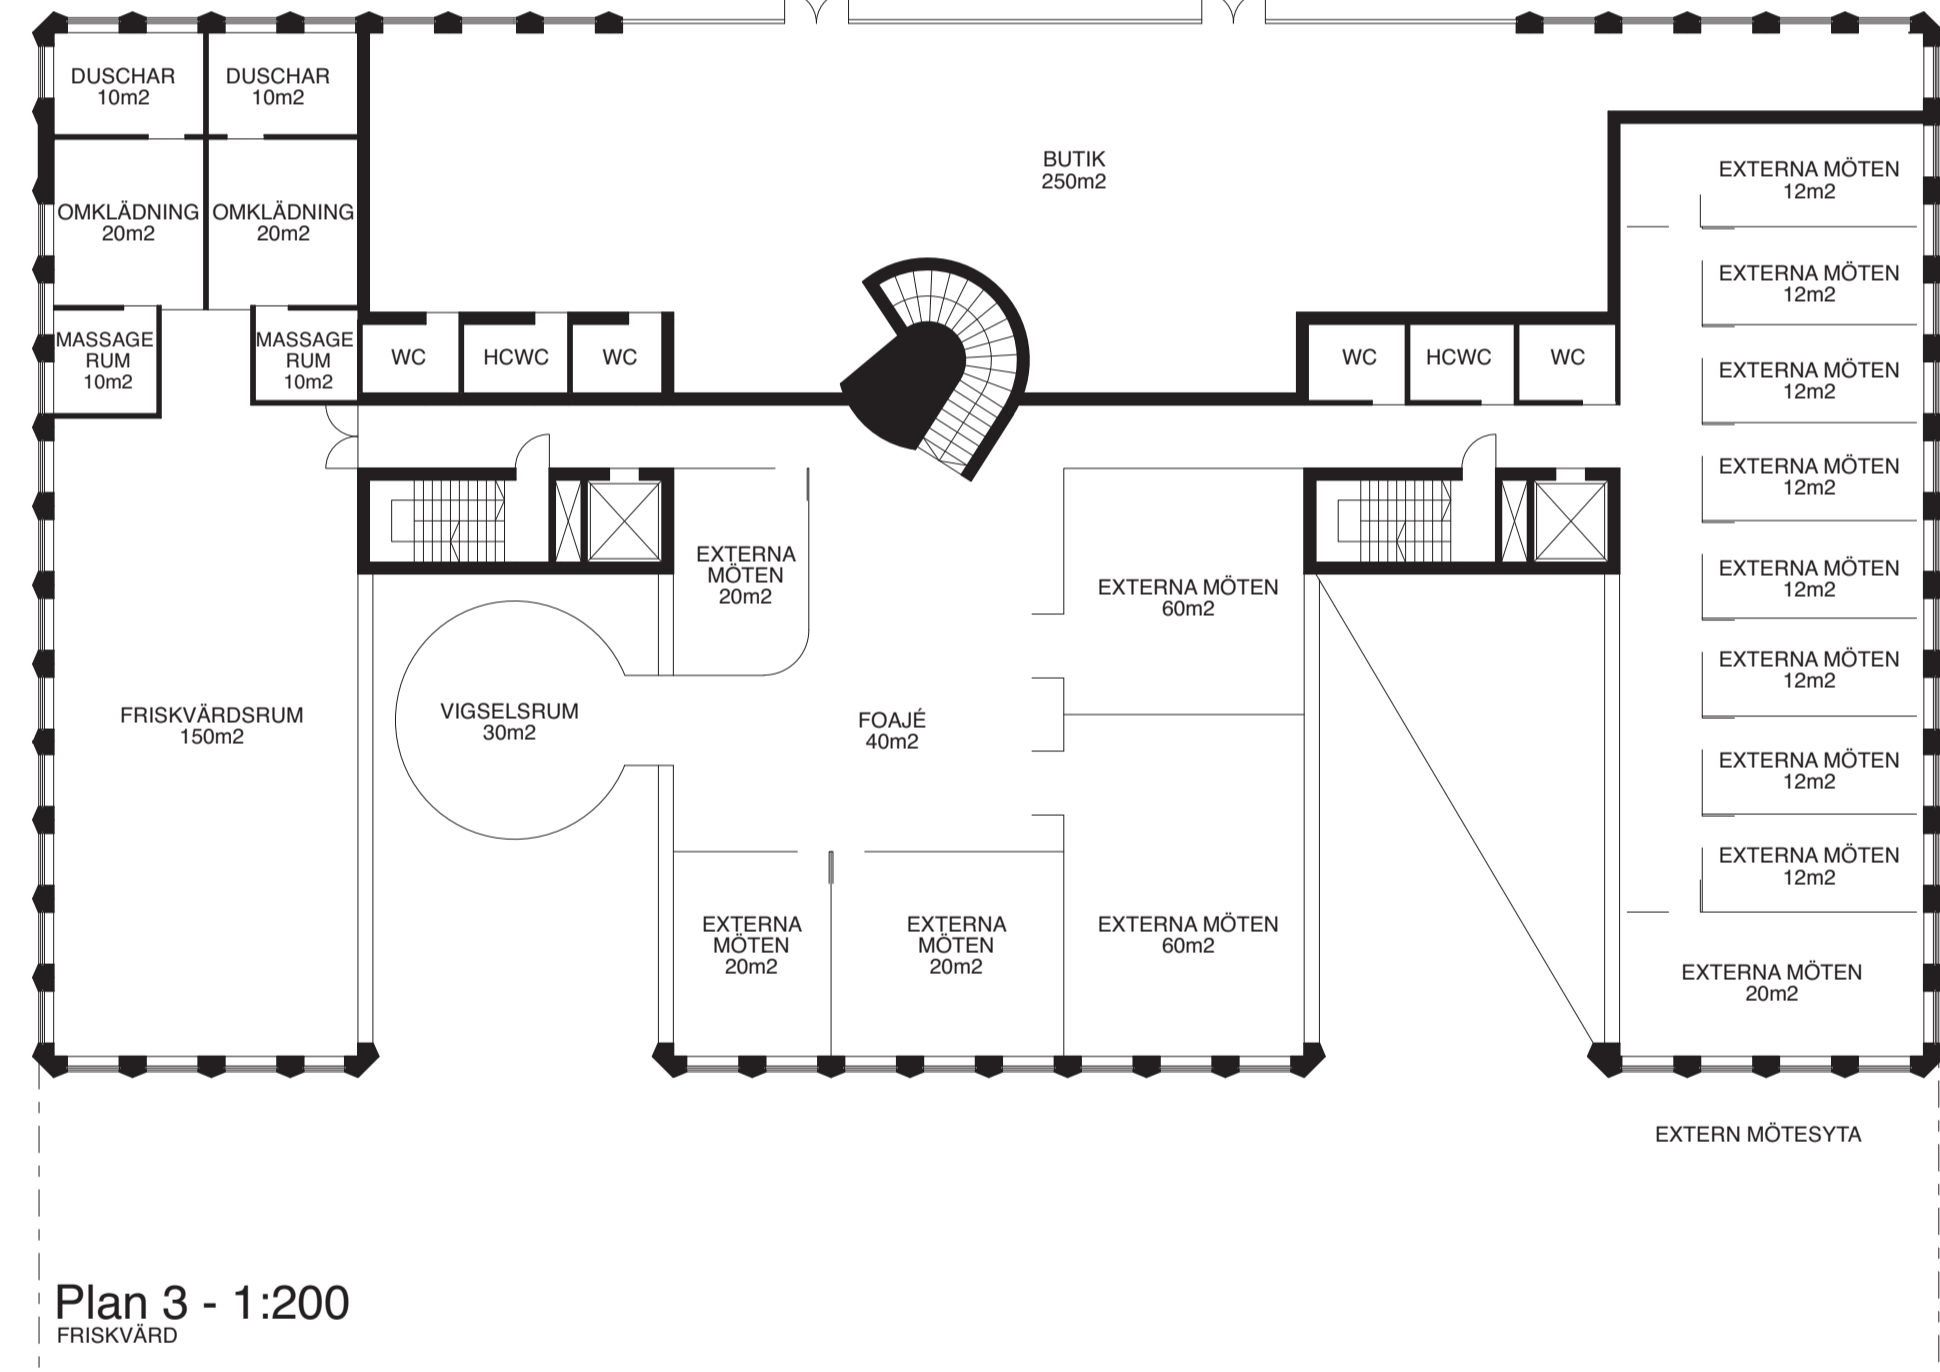 DUSCHAR
10m2
DUSCHAR
10m2
BUTIK
250m2
EXTERNA MÖTEN
12m2
OMKLÄDNING
20m2
OMKLÄDNING
20m2
EXTERNA MÖTEN
12m2
MASSAGE
RUM
10m2
MASSAGE
RUM
10m2
WC
HCWC
WC
WC
HCWC
WC
EXTERNA MÖTEN
12m2
EXTERNA MÖTEN
12m2
EXTERNA
MÖTEN
20m2
EXTERNA MÖTEN
60m2
EXTERNA MÖTEN
12m2
EXTERNA MÖTEN
12m2
FRISKVÄRDSRUM
150m2
VIGSELSRUM
30m2
FOAJÉ
40m2
EXTERNA MÖTEN
12m2
EXTERNA MÖTEN
12m2
EXTERNA
MÖTEN
20m2
EXTERNA
MÖTEN
20m2
EXTERNA MÖTEN
60m2
EXTERNA MÖTEN
20m2
EXTERN MÖTESYTA
Plan 3 - 1:200
FRISKVÄRD